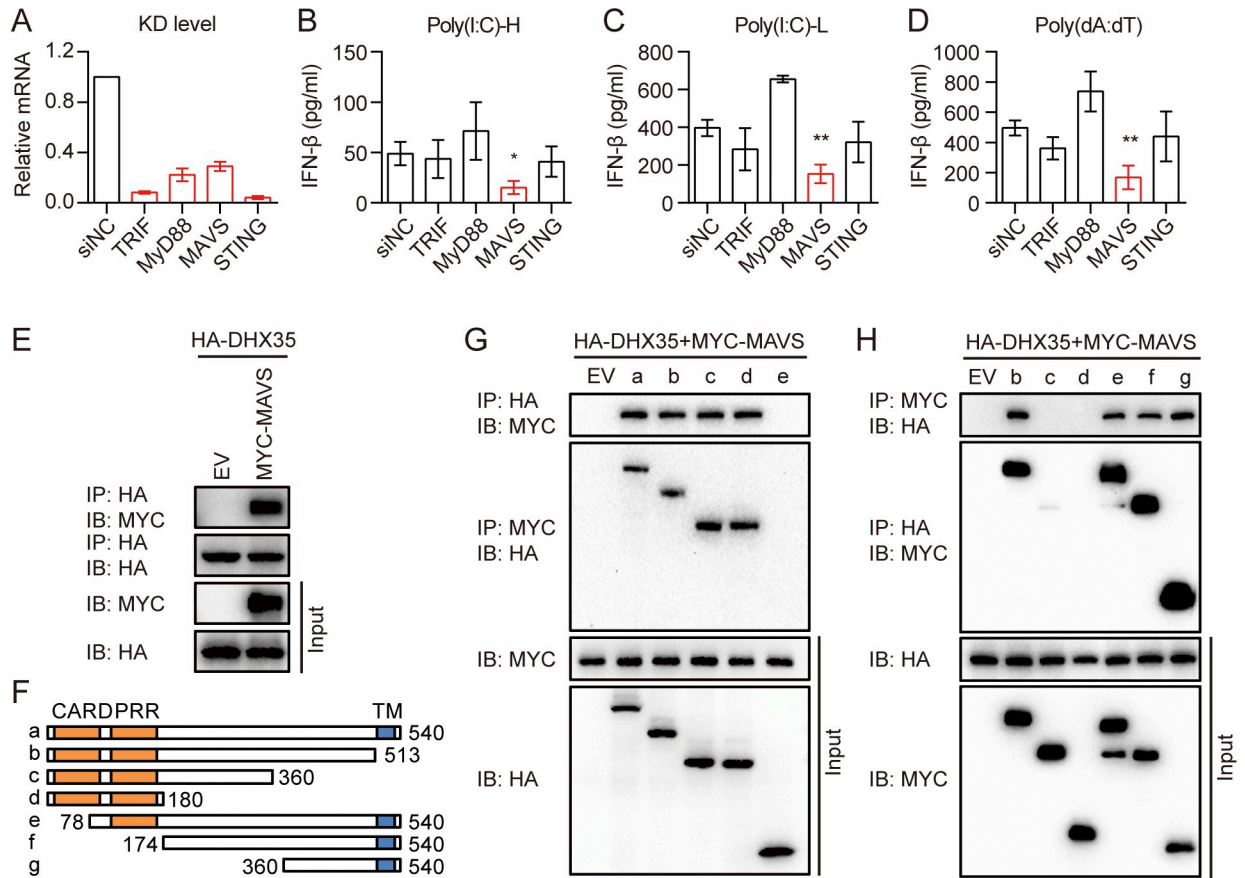 A KD level
Relative mRNA
1.2
0.8
0.4
0.0
siNC TRIF MyD88 MAVS STING
B Poly(I:C)-H
IFN-β (pg/ml)
150
100
50
0
*
siNC TRIF MyD88 MAVS STING
C Poly(I:C)-L
IFN-β (pg/ml)
800
600
400
200
0
**
siNC TRIF MyD88 MAVS STING
D Poly(dA:dT)
IFN-β (pg/ml)
1000
800
600
400
200
0
**
siNC TRIF MyD88 MAVS STING
E
HA-DHX35
EV MYC-MAVS
IP: HA
IB: MYC
IP: HA
IB: HA
IB: MYC
IB: HA
Input
F
CARD PRR TM
a 540
b 513
c 360
d 180
e 78 540
f 174 540
g 360 540
G
HA-DHX35+MYC-MAVS
EV a b c d e
IP: HA
IB: MYC
IP: MYC
IB: HA
IB: MYC
IB: HA
Input
H
HA-DHX35+MYC-MAVS
EV b c d e f g
IP: MYC
IB: HA
IP: HA
IB: MYC
IB: HA
IB: MYC
Input